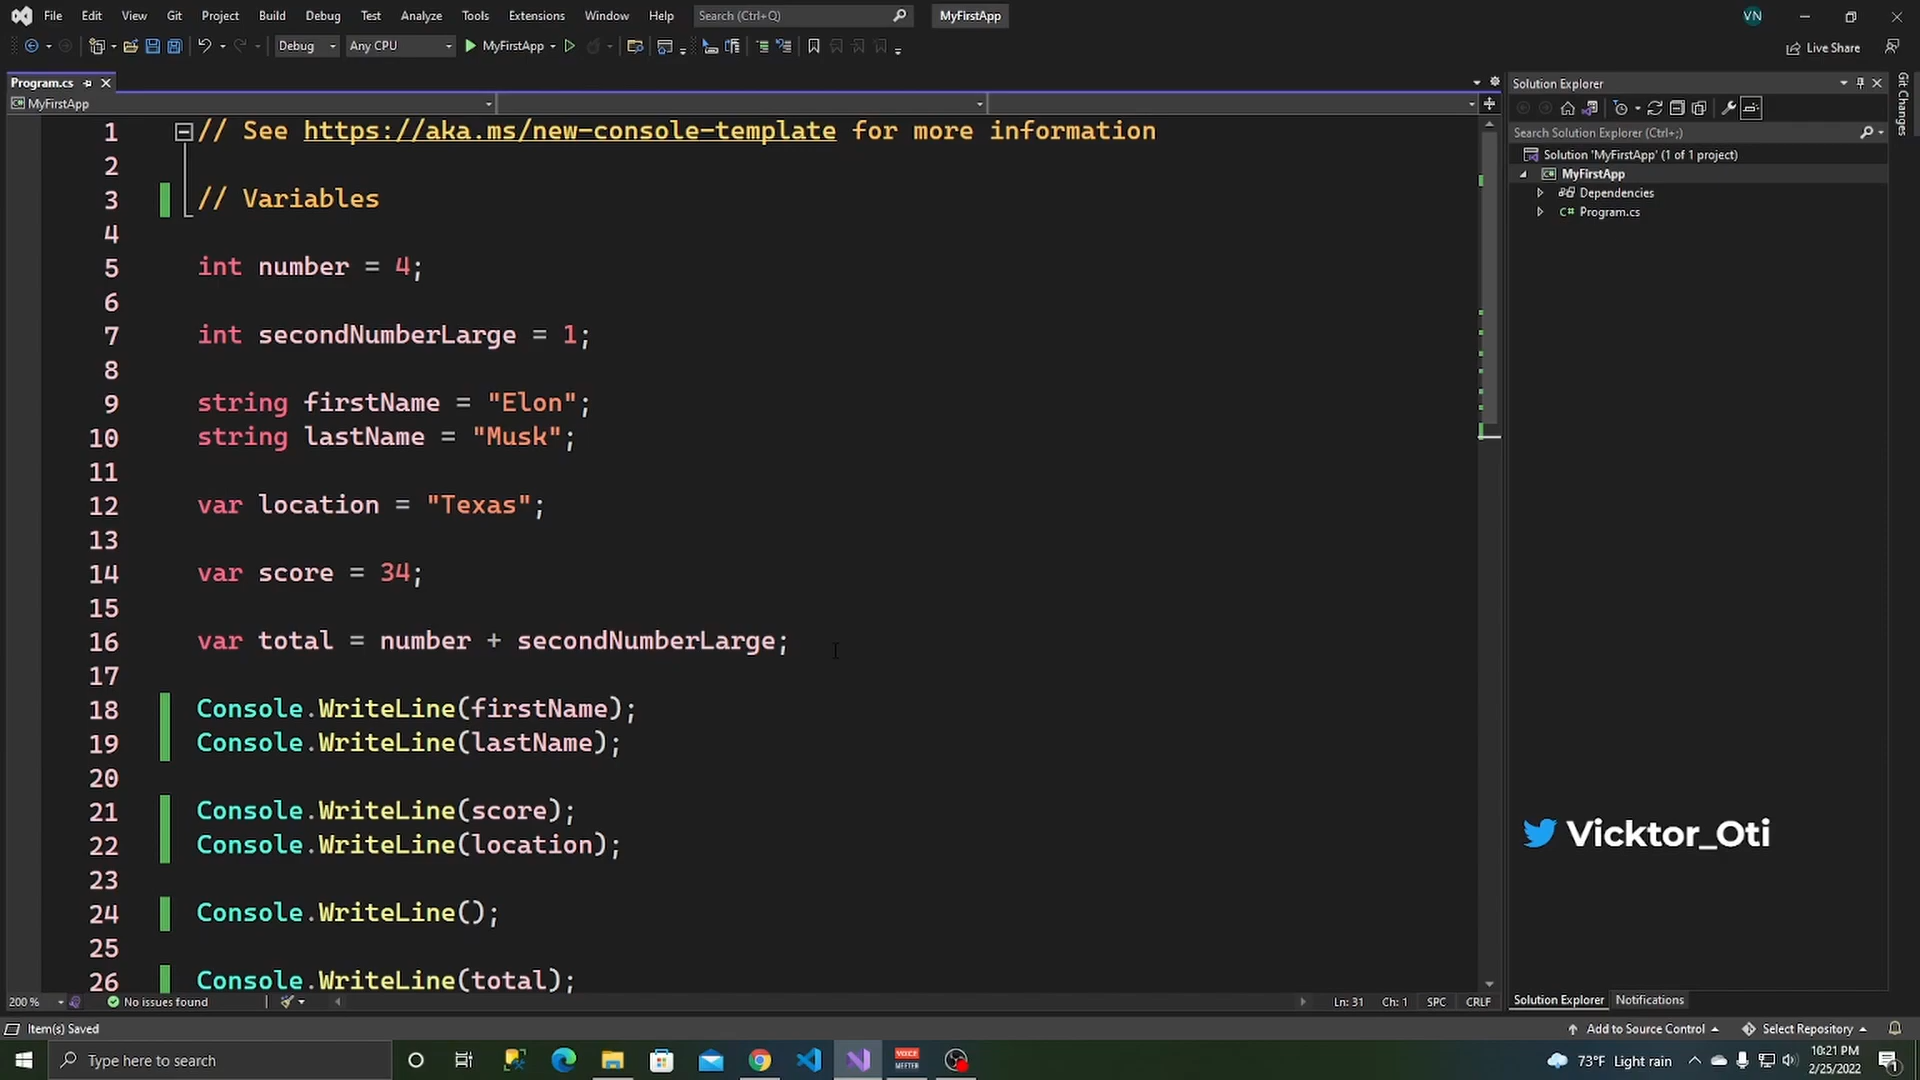 File Edit View Git Project Build Debug Test Analyze Tools Extensions Window Help Search (Ctrl+Q) MyFirstApp VN
Debug Any CPU MyFirstApp Live Share
Program.cs Solution Explorer
MyFirstApp
Git Changes
Search Solution Explorer (Ctrl+;)
Solution 'MyFirstApp' (1 of 1 project)
MyFirstApp
Dependencies
C# Program.cs
1 // See https://aka.ms/new-console-template for more information
2
3 // Variables
4
5 int number = 4;
6
7 int secondNumberLarge = 1;
8
9 string firstName = "Elon";
10 string lastName = "Musk";
11
12 var location = "Texas";
13
14 var score = 34;
15
16 var total = number + secondNumberLarge;
17
18 Console.WriteLine(firstName);
19 Console.WriteLine(lastName);
20
21 Console.WriteLine(score);
22 Console.WriteLine(location);
23
24 Console.WriteLine();
25
26 Console.WriteLine(total);
Vicktor_Oti
200 % No issues found Ln: 31 Ch: 1 SPC CRLF
Solution Explorer Notifications
Item(s) Saved Add to Source Control Select Repository
Type here to search VOICE MEETER 73°F Light rain 10:21 PM
2/25/2022 1